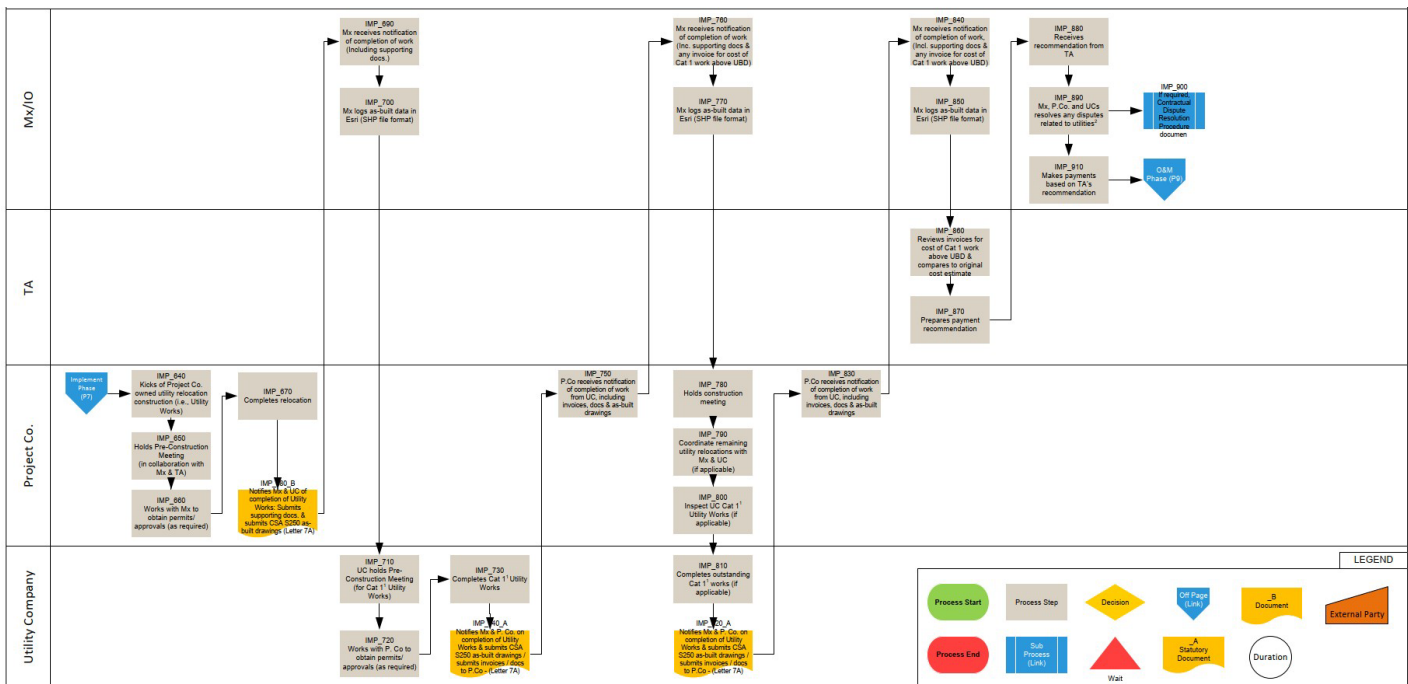 Mx/IO
IMP_690
Mx receives notification
of completion of work
(Including supporting
docs.)
IMP_700
Mx logs as-built data in
Esri (SHP file format)
IMP_760
Mx receives notification
of completion of work
(Inc. supporting docs &
any invoice for cost of
Cat 1 work above UBD)
IMP_770
Mx logs as-built data in
Esri (SHP file format)
IMP_840
Mx receives notification
of completion of work,
(Incl. supporting docs &
any invoice for cost of
Cat 1 work above UBD)
IMP_850
Mx logs as-built data in
Esri (SHP file format)
IMP_880
Receives
recommendation from
TA
IMP_890
Mx, P.Co. and UCs
resolves any disputes
related to utilities²
IMP_900
If required,
Contractual
Dispute
Resolution
Procedure
documen
IMP_910
Makes payments
based on TA's
recommendation
O&M
Phase (P9)
TA
IMP_860
Reviews invoices for
cost of Cat 1 work
above UBD &
compares to original
cost estimate
IMP_870
Prepares payment
recommendation
Project Co.
Implement
Phase
(P7)
IMP_640
Kicks of Project Co.
owned utility relocation
construction (i.e., Utility
Works)
IMP_650
Holds Pre-Construction
Meeting
(in collaboration with
Mx & TA)
IMP_660
Works with Mx to
obtain permits/
approvals (as required)
IMP_670
Completes relocation
IMP_680_B
Notifies Mx & UC of
completion of Utility
Works: Submits
supporting doc. &
submits CSA S250 as-
built drawings (Letter 7A)
IMP_750
P.Co receives notification
of completion of work
from UC, including
invoices, docs & as-built
drawings
IMP_780
Holds construction
meeting
IMP_790
Coordinate remaining
utility relocations with
Mx & UC
(if applicable)
IMP_800
Inspect UC Cat 1¹
Utility Works (if
applicable)
IMP_830
P.Co receives notification
of completion of work
from UC, including
invoices, docs & as-built
drawings
Utility Company
IMP_710
UC holds Pre-
Construction Meeting
(for Cat 1¹ Utility
Works)
IMP_720
Works with P. Co to
obtain permits/
approvals (as required)
IMP_730
Completes Cat 1¹ Utility
Works
IMP_740_A
Notifies Mx & P. Co. on
completion of Utility
Works & submits CSA
S250 as-built drawings /
submits invoices / docs
to P.Co - (Letter 7A)
IMP_810
Completes outstanding
Cat 1¹ works (if
applicable)
IMP_820_A
Notifies Mx & P. Co. on
completion of Utility
Works & submits CSA
S250 as-built drawings
/submits invoices / docs
to P.Co - (Letter 7A)
LEGEND
Process Start
Process Step
Decision
Off Page
(Link)
_B
Document
External Party
Process End
Sub
Process
(Link)
Wait
_A
Statutory
Document
Duration